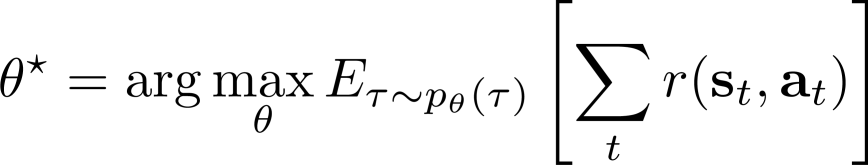 θ⋆ = arg max_θ E_{τ∼p_θ(τ)} [ ∑_t r(𝐬_t, 𝐚_t) ]